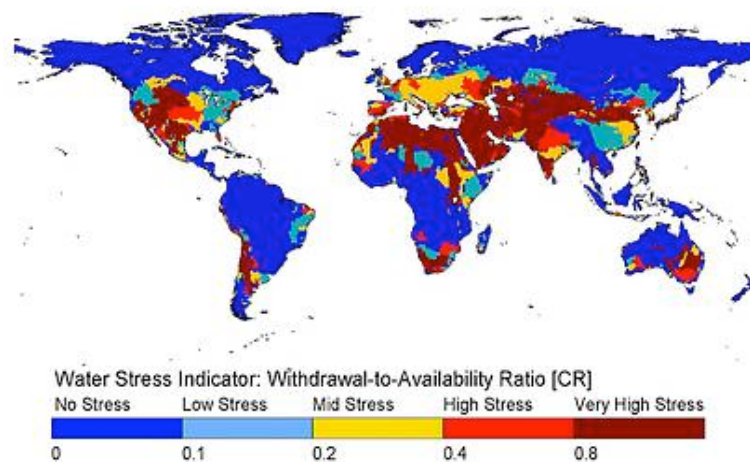 Water Stress Indicator: Withdrawal-to-Availability Ratio [CR]
No Stress Low Stress Mid Stress High Stress Very High Stress
0 0.1 0.2 0.4 0.8